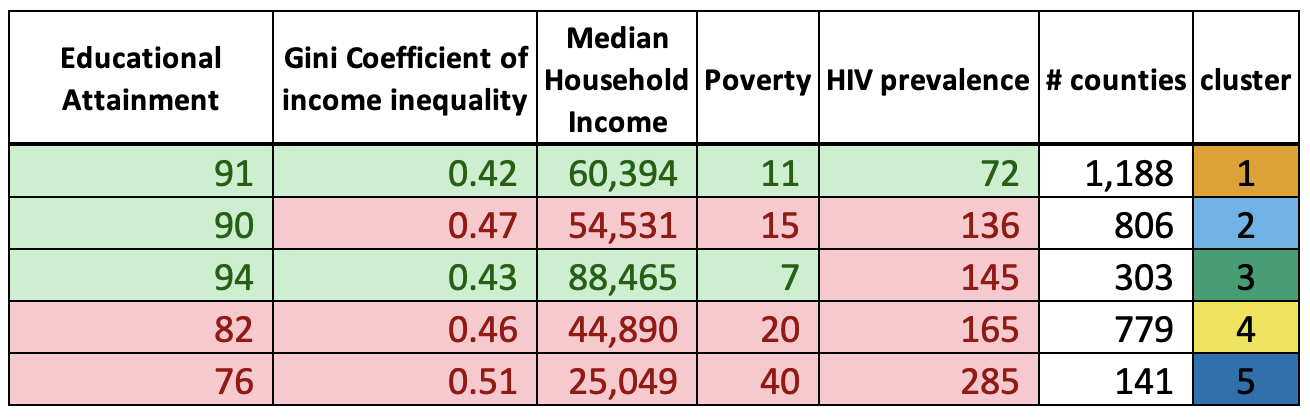 Educational Attainment Gini Coefficient of income inequality Median Household Income Poverty HIV prevalence # counties cluster
91 0.42 60,394 11 72 1,188 1
90 0.47 54,531 15 136 806 2
94 0.43 88,465 7 145 303 3
82 0.46 44,890 20 165 779 4
76 0.51 25,049 40 285 141 5